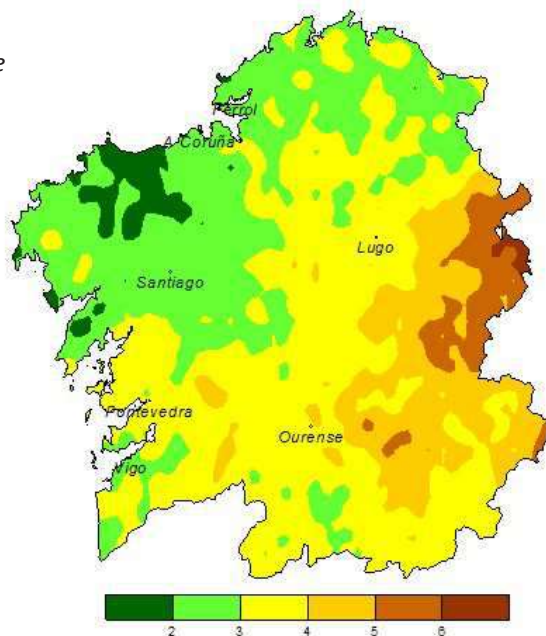 e
Ferrol
A Coruña
Lugo
Santiago
Pontevedra
Ourense
Vigo
2 3 4 5 6